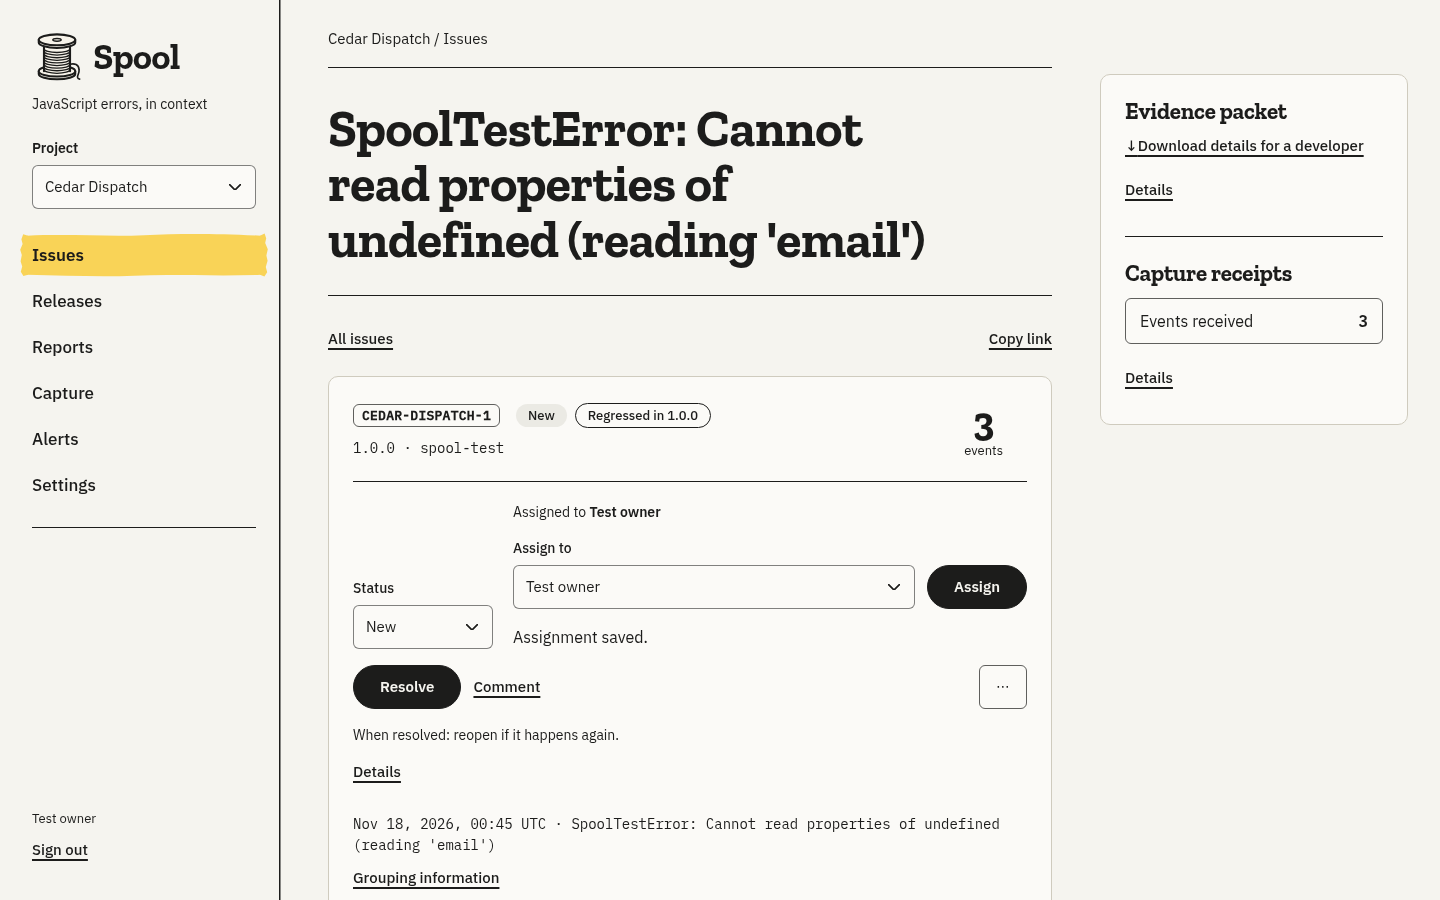 Spool
JavaScript errors, in context
Project
Cedar Dispatch
Issues
Releases
Reports
Capture
Alerts
Settings
Test owner
Sign out
Cedar Dispatch / Issues
SpoolTestError: Cannot
read properties of
undefined (reading 'email')
All issues
Copy link
CEDAR-DISPATCH-1 New Regressed in 1.0.0
1.0.0 · spool-test
3
events
Assigned to Test owner
Assign to
Test owner
Assign
Status
New
Assignment saved.
Resolve
Comment
...
When resolved: reopen if it happens again.
Details
Nov 18, 2026, 00:45 UTC · SpoolTestError: Cannot read properties of undefined
(reading 'email')
Grouping information
Evidence packet
↓Download details for a developer
Details
Capture receipts
Events received 3
Details